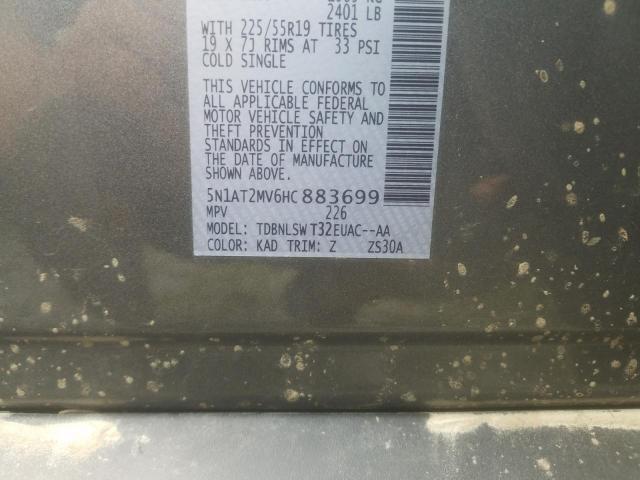 2401 LB
WITH 225/55R19 TIRES
19 X 7J RIMS AT 33 PSI
COLD SINGLE
THIS VEHICLE CONFORMS TO
ALL APPLICABLE FEDERAL
MOTOR VEHICLE SAFETY AND
THEFT PREVENTION
STANDARDS IN EFFECT ON
THE DATE OF MANUFACTURE
SHOWN ABOVE.
5N1AT2MV6HC883699
MPV 226
MODEL: TDBNLSW T32EUAC--AA
COLOR: KAD TRIM: Z ZS30A